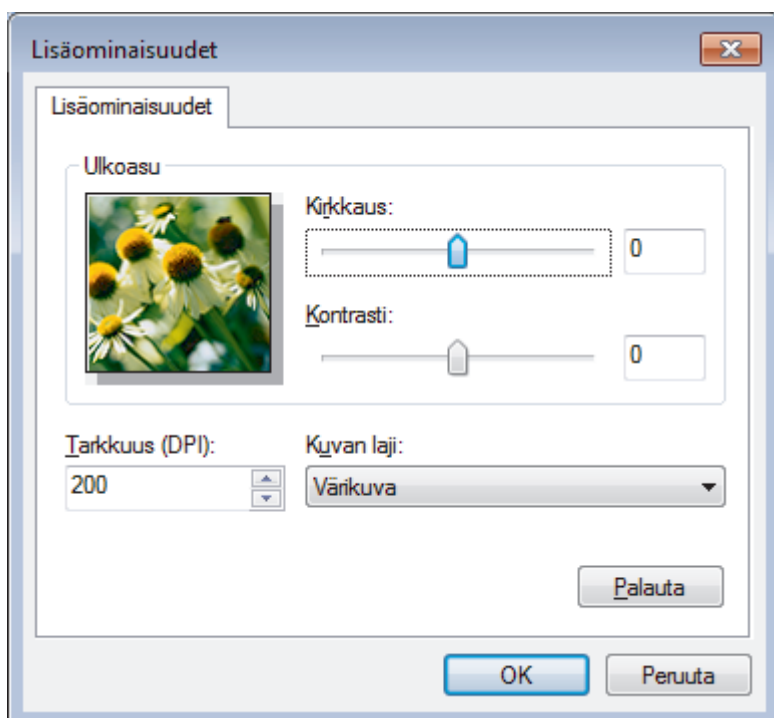 Lisäominaisuudet
Lisäominaisuudet
Ulkoasu
Kirkkaus:
0
Kontrasti:
0
Tarkkuus (DPI):
Kuvan laji:
200
Värikuva
Palauta
OK
Peruuta